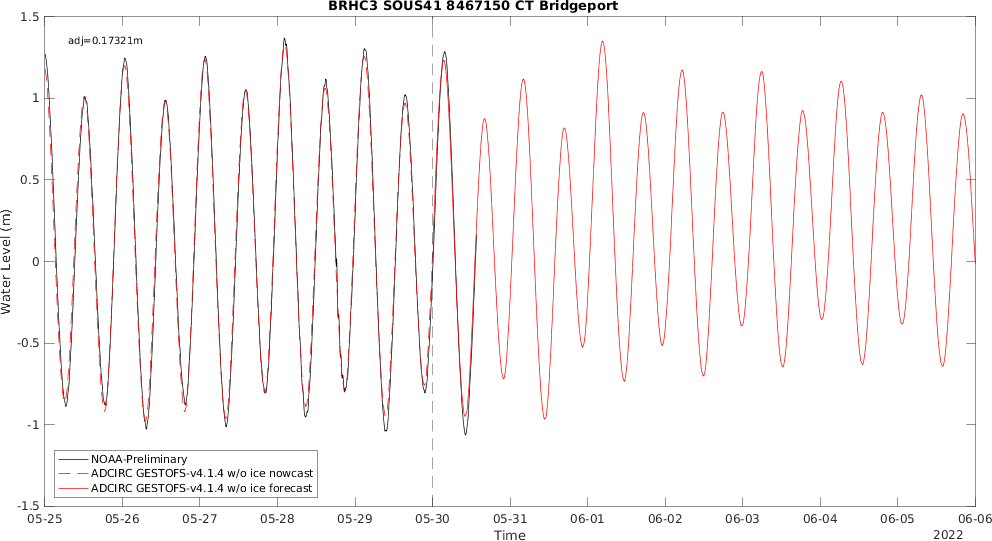 BRHC3 SOUS41 8467150 CT Bridgeport
adj=0.17321m
1.5
1
0.5
0
-0.5
-1
-1.5
Water Level (m)
NOAA-Preliminary
ADCIRC GESTOFS-v4.1.4 w/o ice nowcast
ADCIRC GESTOFS-v4.1.4 w/o ice forecast
05-25 05-26 05-27 05-28 05-29 05-30 05-31 06-01 06-02 06-03 06-04 06-05 06-06
Time
2022